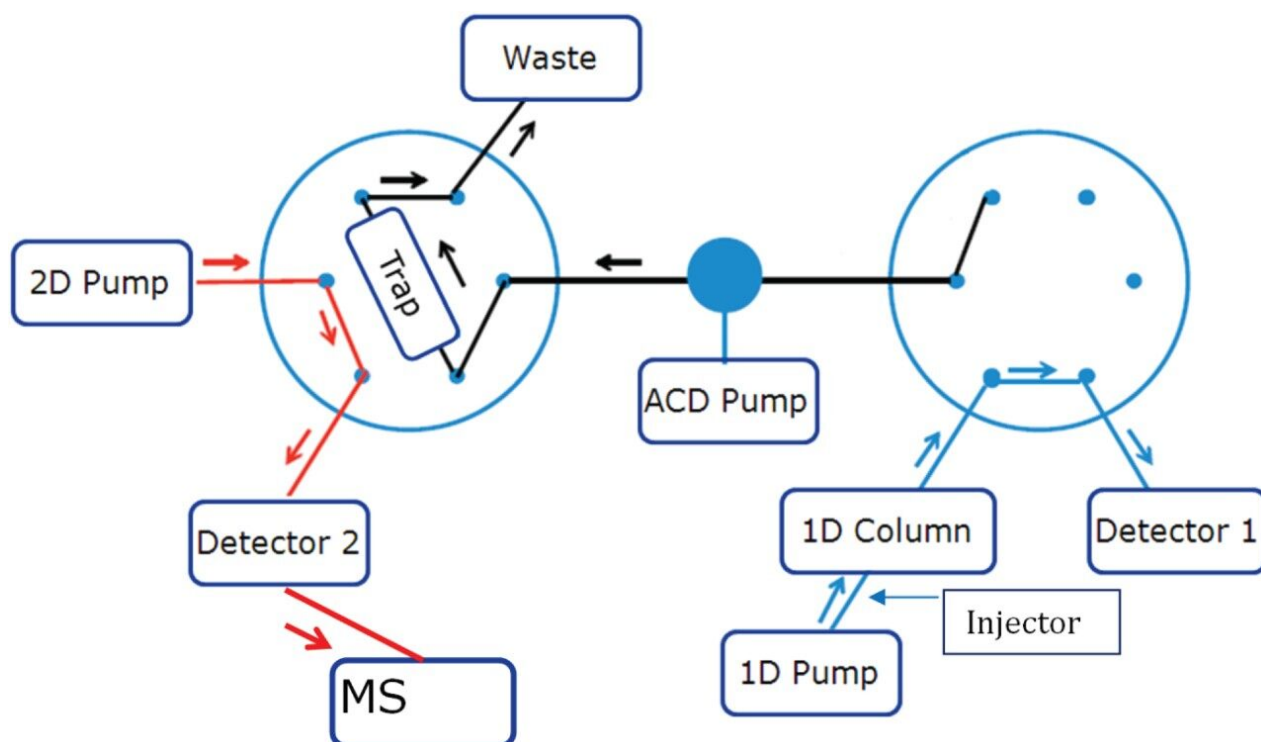 Waste
2D Pump
Trap
ACD Pump
Detector 2
1D Column
Detector 1
Injector
1D Pump
MS